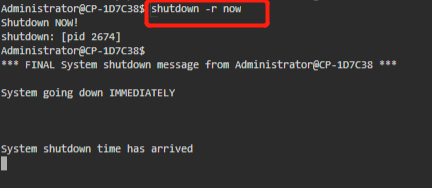 Administrator@CP-1D7C38$ shutdown -r now
Shutdown NOW!
shutdown: [pid 2674]
Administrator@CP-1D7C38$
*** FINAL System shutdown message from Administrator@CP-1D7C38 ***
System going down IMMEDIATELY
System shutdown time has arrived